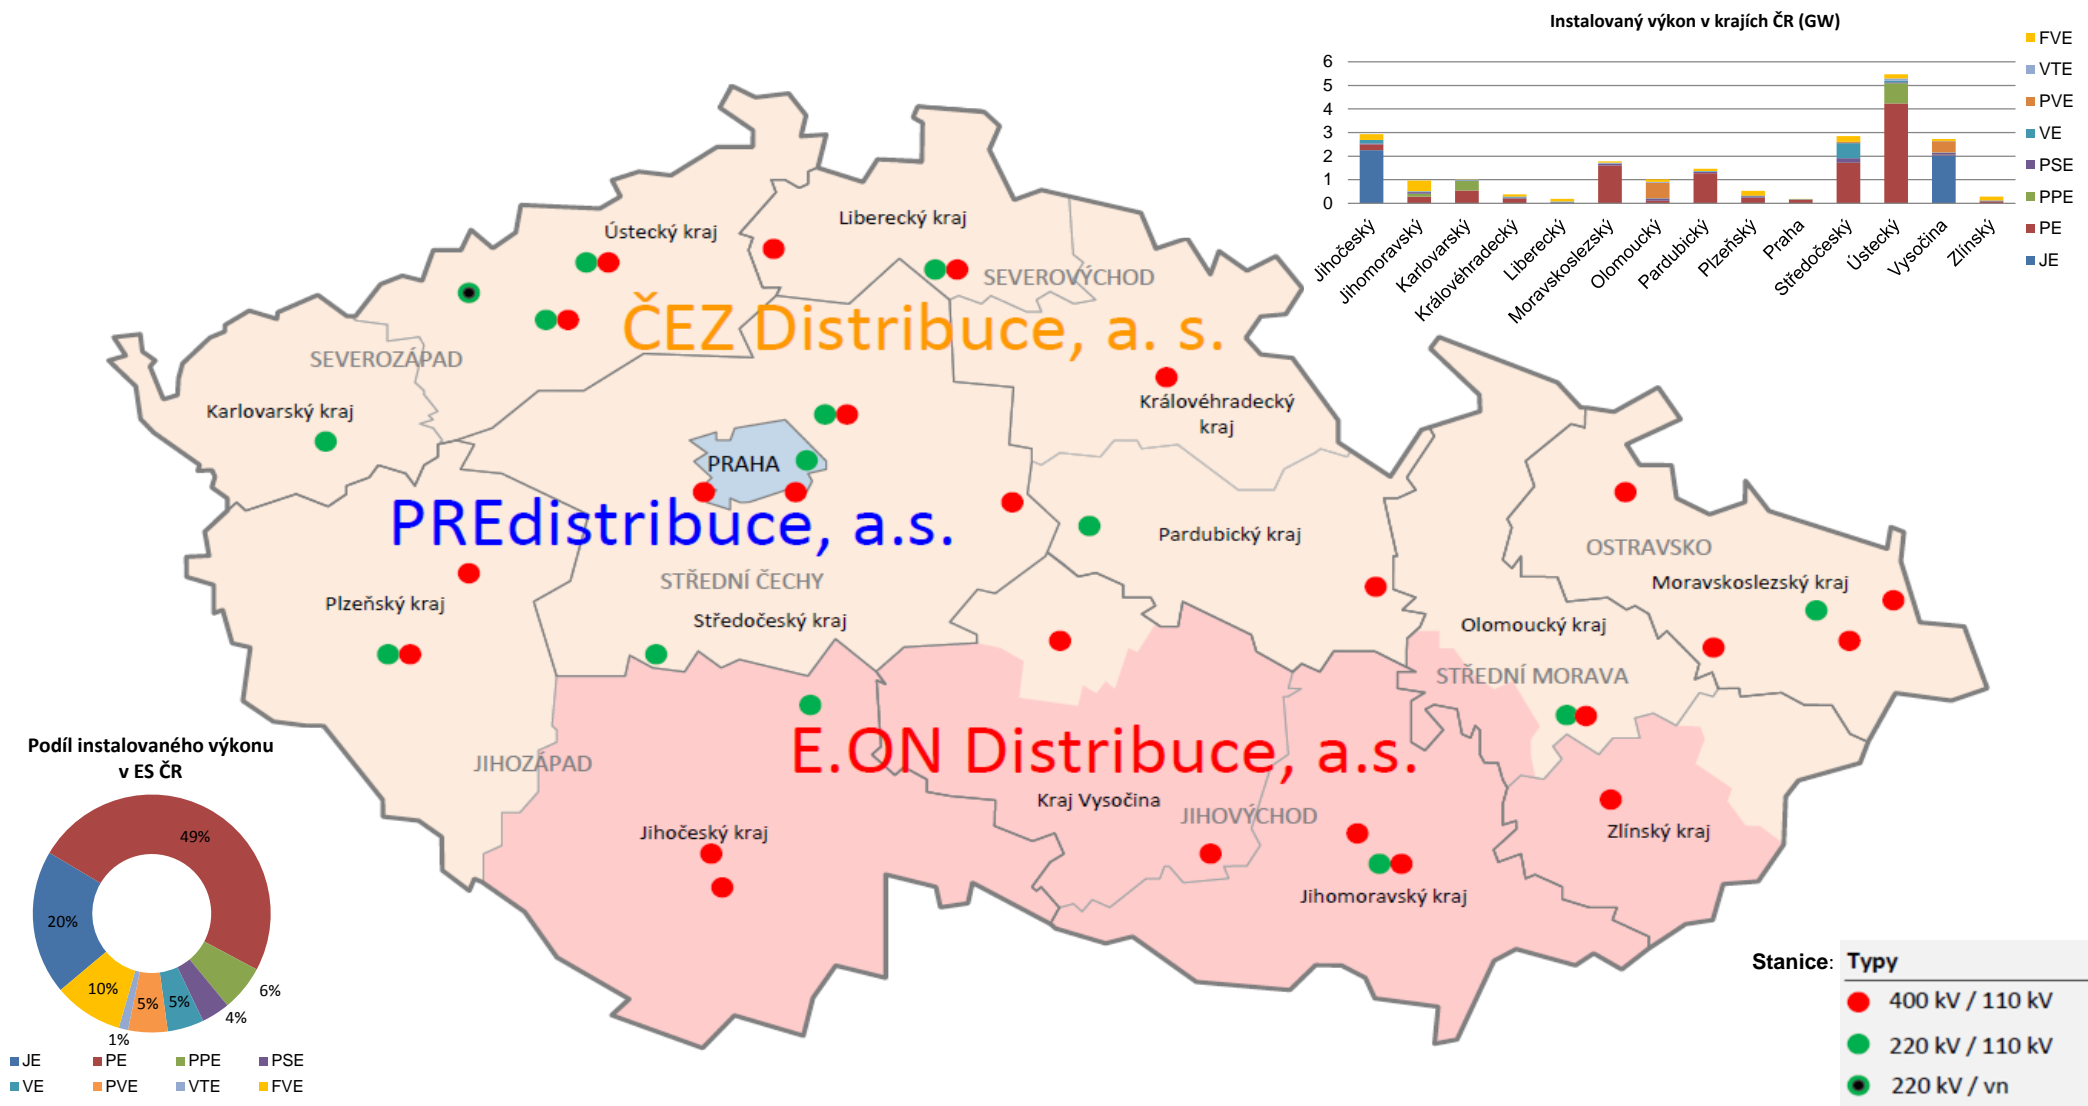 Instalovaný výkon v krajích ČR (GW)
6
5
4
3
2
1
0
Jihočeský
Jihomoravský
Karlovarský
Královéhradecký
Liberecký
Moravskoslezský
Olomoucký
Pardubický
Plzeňský
Praha
Středočeský
Ústecký
Vysočina
Zlínský
FVE
VTE
PVE
VE
PSE
PPE
PE
JE
Ústecký kraj
Liberecký kraj
SEVEROVÝCHOD
ČEZ Distribuce, a. s.
SEVEROZÁPAD
Karlovarský kraj
Královéhradecký
kraj
PRAHA
PREdistribuce, a.s.
Pardubický kraj
OSTRAVSKO
Moravskoslezský kraj
STŘEDNÍ ČECHY
Plzeňský kraj
Středočeský kraj
Olomoucký kraj
STŘEDNÍ MORAVA
E.ON Distribuce, a.s.
JIHOZÁPAD
Kraj Vysočina
JIHOVÝCHOD
Jihočeský kraj
Zlínský kraj
Jihomoravský kraj
Podíl instalovaného výkonu
v ES ČR
49%
20%
10%
1%
5%
5%
4%
6%
JE PE PPE PSE
VE PVE VTE FVE
Stanice: Typy
400 kV / 110 kV
220 kV / 110 kV
220 kV / vn